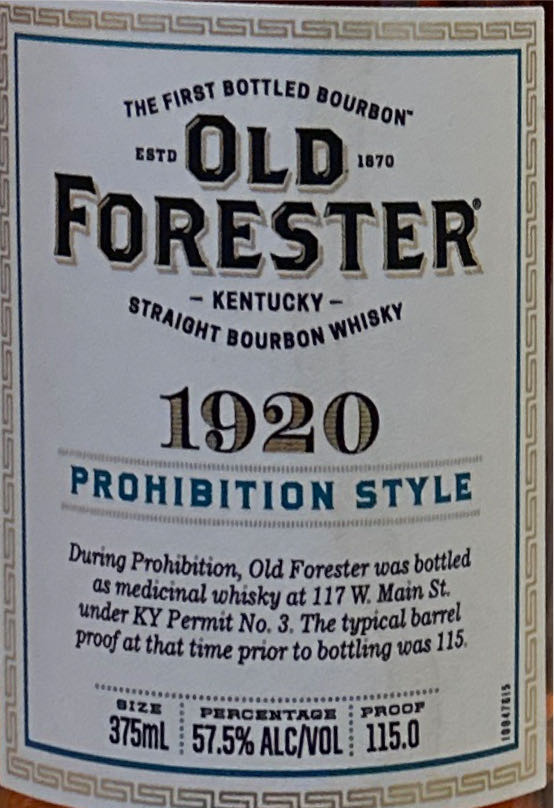 THE FIRST BOTTLED BOURBON™
ESTD OLD 1870
FORESTER®
- KENTUCKY -
STRAIGHT BOURBON WHISKY
1920
PROHIBITION STYLE
During Prohibition, Old Forester was bottled
as medicinal whisky at 117 W. Main St.
under KY Permit No. 3. The typical barrel
proof at that time prior to bottling was 115.
SIZE PERCENTAGE PROOF
375mL 57.5% ALC/VOL 115.0
10047615